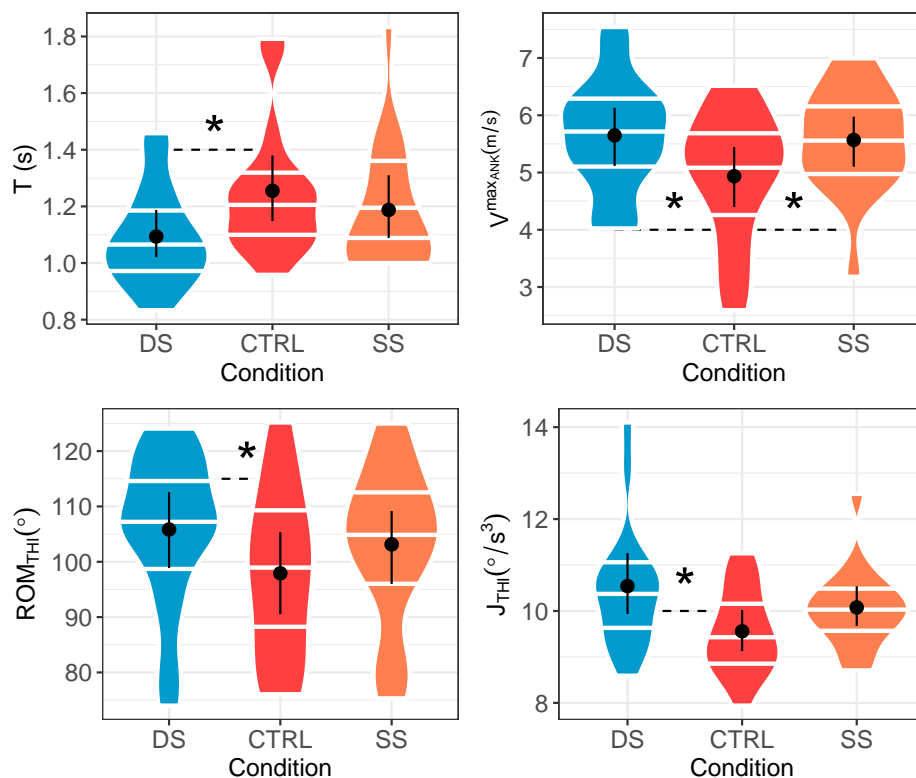 T (s)
1.8
1.6
1.4
1.2
1.0
0.8
*
DS CTRL SS
Condition
V^max_ANK(m/s)
7
6
5
4
3
* *
DS CTRL SS
Condition
ROM_THI(°)
120
110
100
90
80
*
DS CTRL SS
Condition
J_THI(°/s³)
14
12
10
8
*
DS CTRL SS
Condition